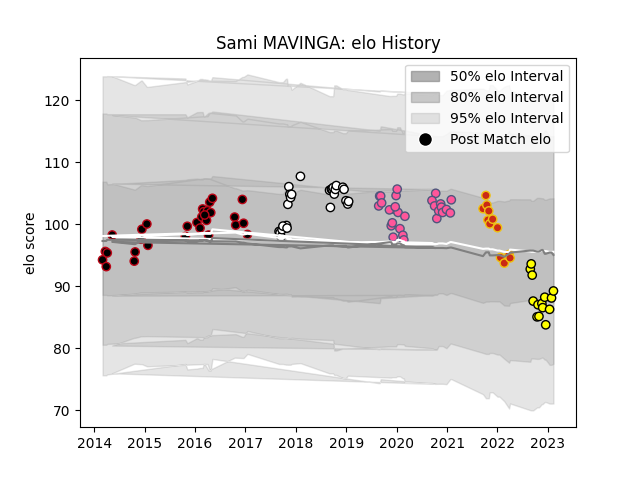 Sami MAVINGA: elo History
50% elo Interval
80% elo Interval
95% elo Interval
Post Match elo
elo score
120
110
100
90
80
70
2014 2015 2016 2017 2018 2019 2020 2021 2022 2023